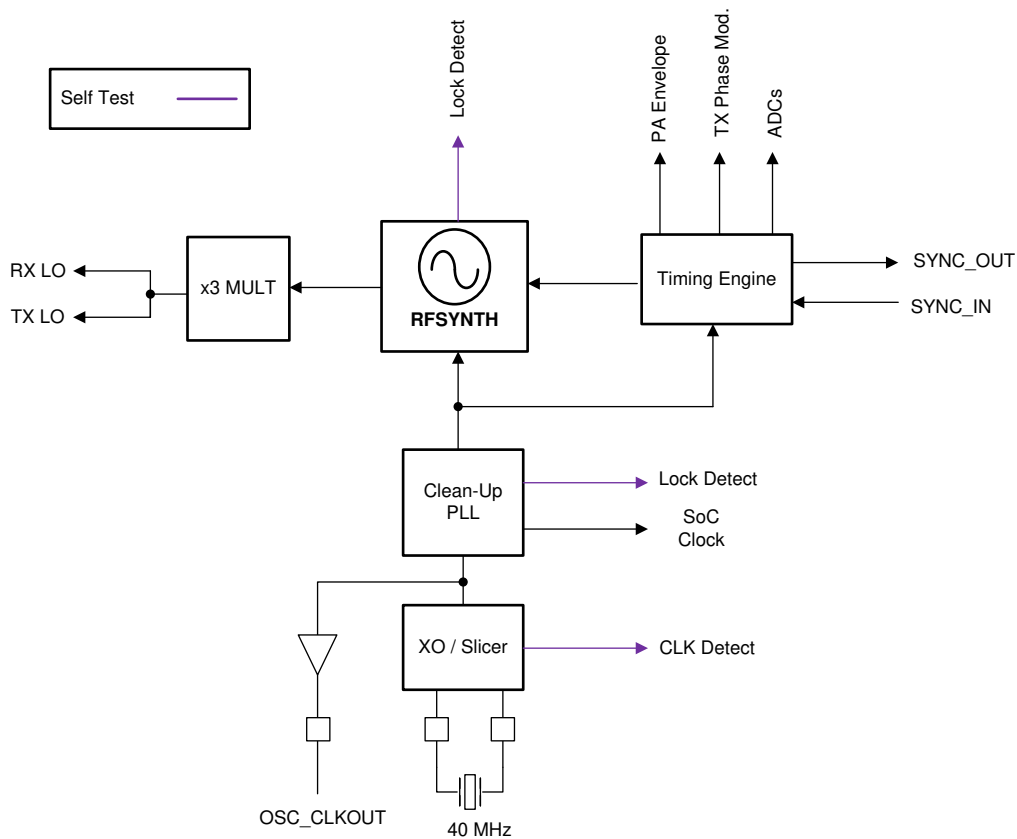 Lock Detect
PA Envelope
TX Phase Mod.
ADCs
Self Test
RX LO
TX LO
x3 MULT
RFSYNTH
Timing Engine
SYNC_OUT
SYNC_IN
Clean-Up
PLL
Lock Detect
SoC
Clock
XO / Slicer
CLK Detect
OSC_CLKOUT
40 MHz